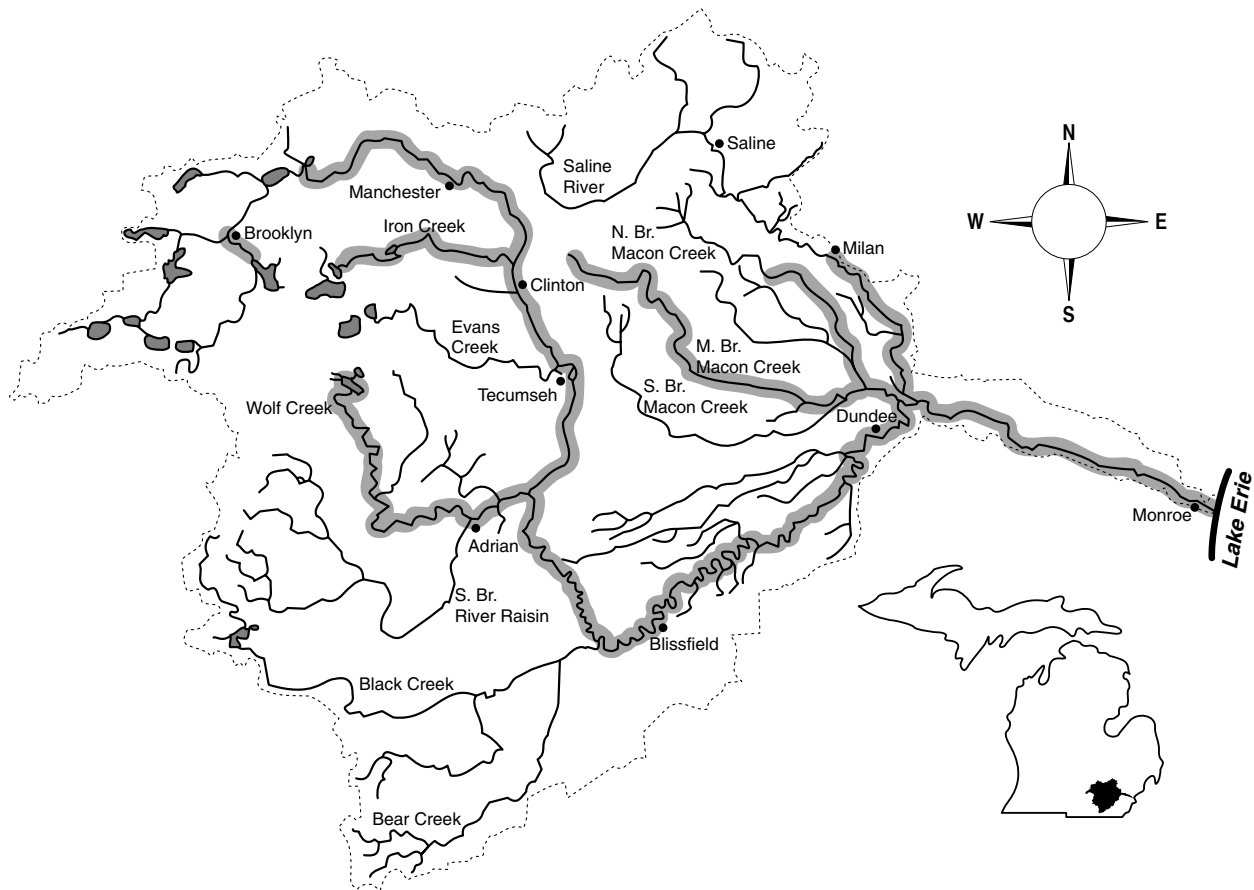 N
Saline
Saline
River
Manchester
W
E
Iron Creek
Brooklyn
N. Br.
Macon Creek
Milan
Clinton
S
Evans
Creek
M. Br.
Macon Creek
Tecumseh
S. Br.
Macon Creek
Wolf Creek
Dundee
Monroe
Lake Erie
Adrian
S. Br.
River Raisin
Blissfield
Black Creek
Bear Creek